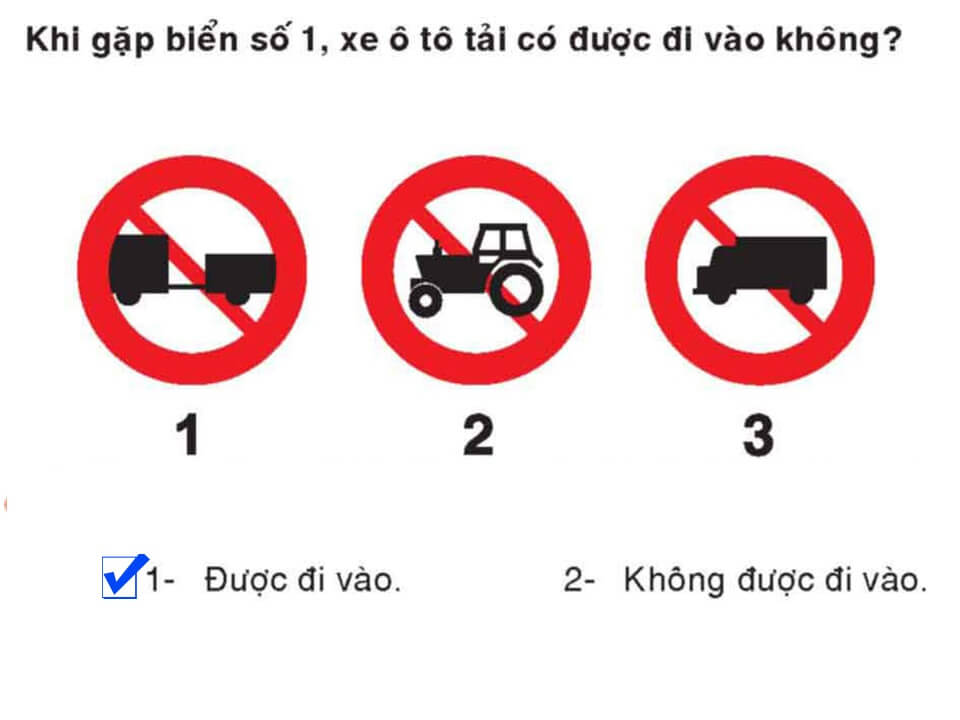 Khi gặp biển số 1, xe ô tô tải có được đi vào không?
1 2 3
1- Được đi vào. 2- Không được đi vào.